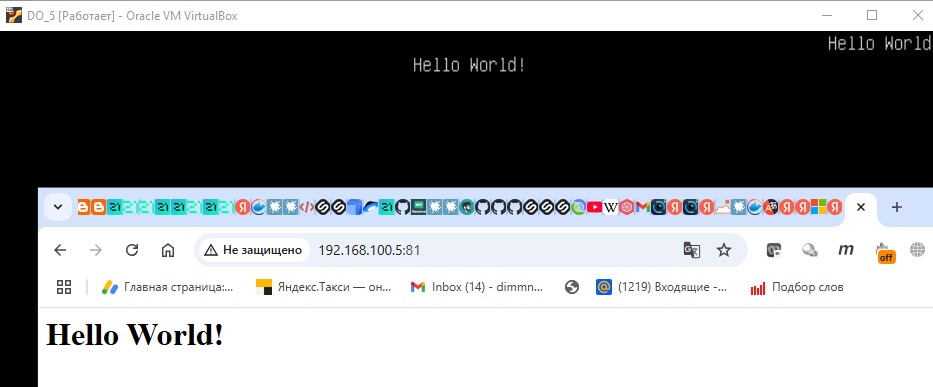 DO_5 [Работает] - Oracle VM VirtualBox
Hello World
Hello World!
Не защищено
192.168.100.5:81
off
Главная страница:...
Яндекс.Такси — он...
Inbox (14) - dimmn...
(1219) Входящие -...
Подбор слов
Hello World!